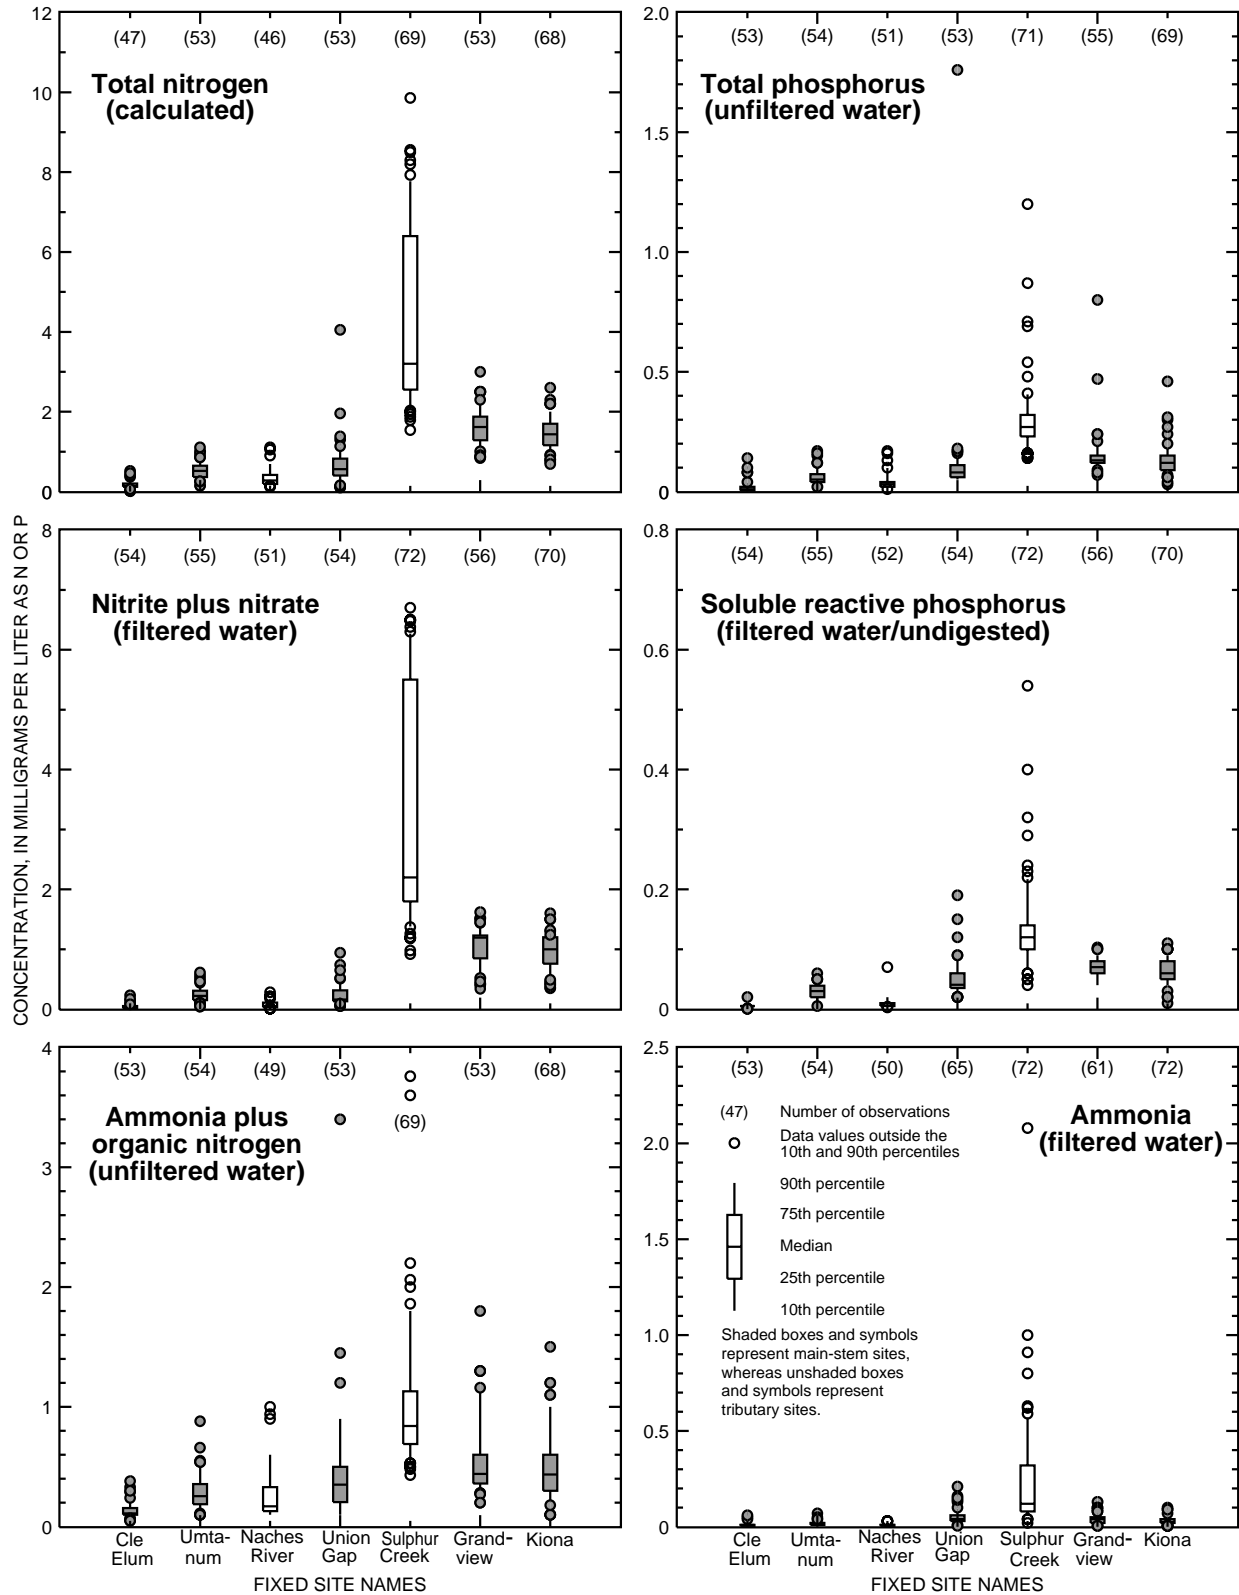 CONCENTRATION, IN MILLIGRAMS PER LITER AS N OR P
12
10
8
6
4
2
0
(47) (53) (46) (53) (69) (53) (68)
Total nitrogen
(calculated)
2.0
1.5
1.0
0.5
0
(53) (54) (51) (53) (71) (55) (69)
Total phosphorus
(unfiltered water)
8
6
4
2
0
(54) (55) (51) (54) (72) (56) (70)
Nitrite plus nitrate
(filtered water)
0.8
0.6
0.4
0.2
0
(54) (55) (52) (54) (72) (56) (70)
Soluble reactive phosphorus
(filtered water/undigested)
4
3
2
1
0
(53) (54) (49) (53) (53) (68)
(69)
Ammonia plus
organic nitrogen
(unfiltered water)
Cle Elum
Umta-num
Naches River
Union Gap
Sulphur Creek
Grand-view
Kiona
FIXED SITE NAMES
2.5
2.0
1.5
1.0
0.5
0
(53) (54) (50) (65) (72) (61) (72)
Ammonia
(filtered water)
(47) Number of observations
Data values outside the
10th and 90th percentiles
90th percentile
75th percentile
Median
25th percentile
10th percentile
Shaded boxes and symbols
represent main-stem sites,
whereas unshaded boxes
and symbols represent
tributary sites.
Cle Elum
Umta-num
Naches River
Union Gap
Sulphur Creek
Grand-view
Kiona
FIXED SITE NAMES